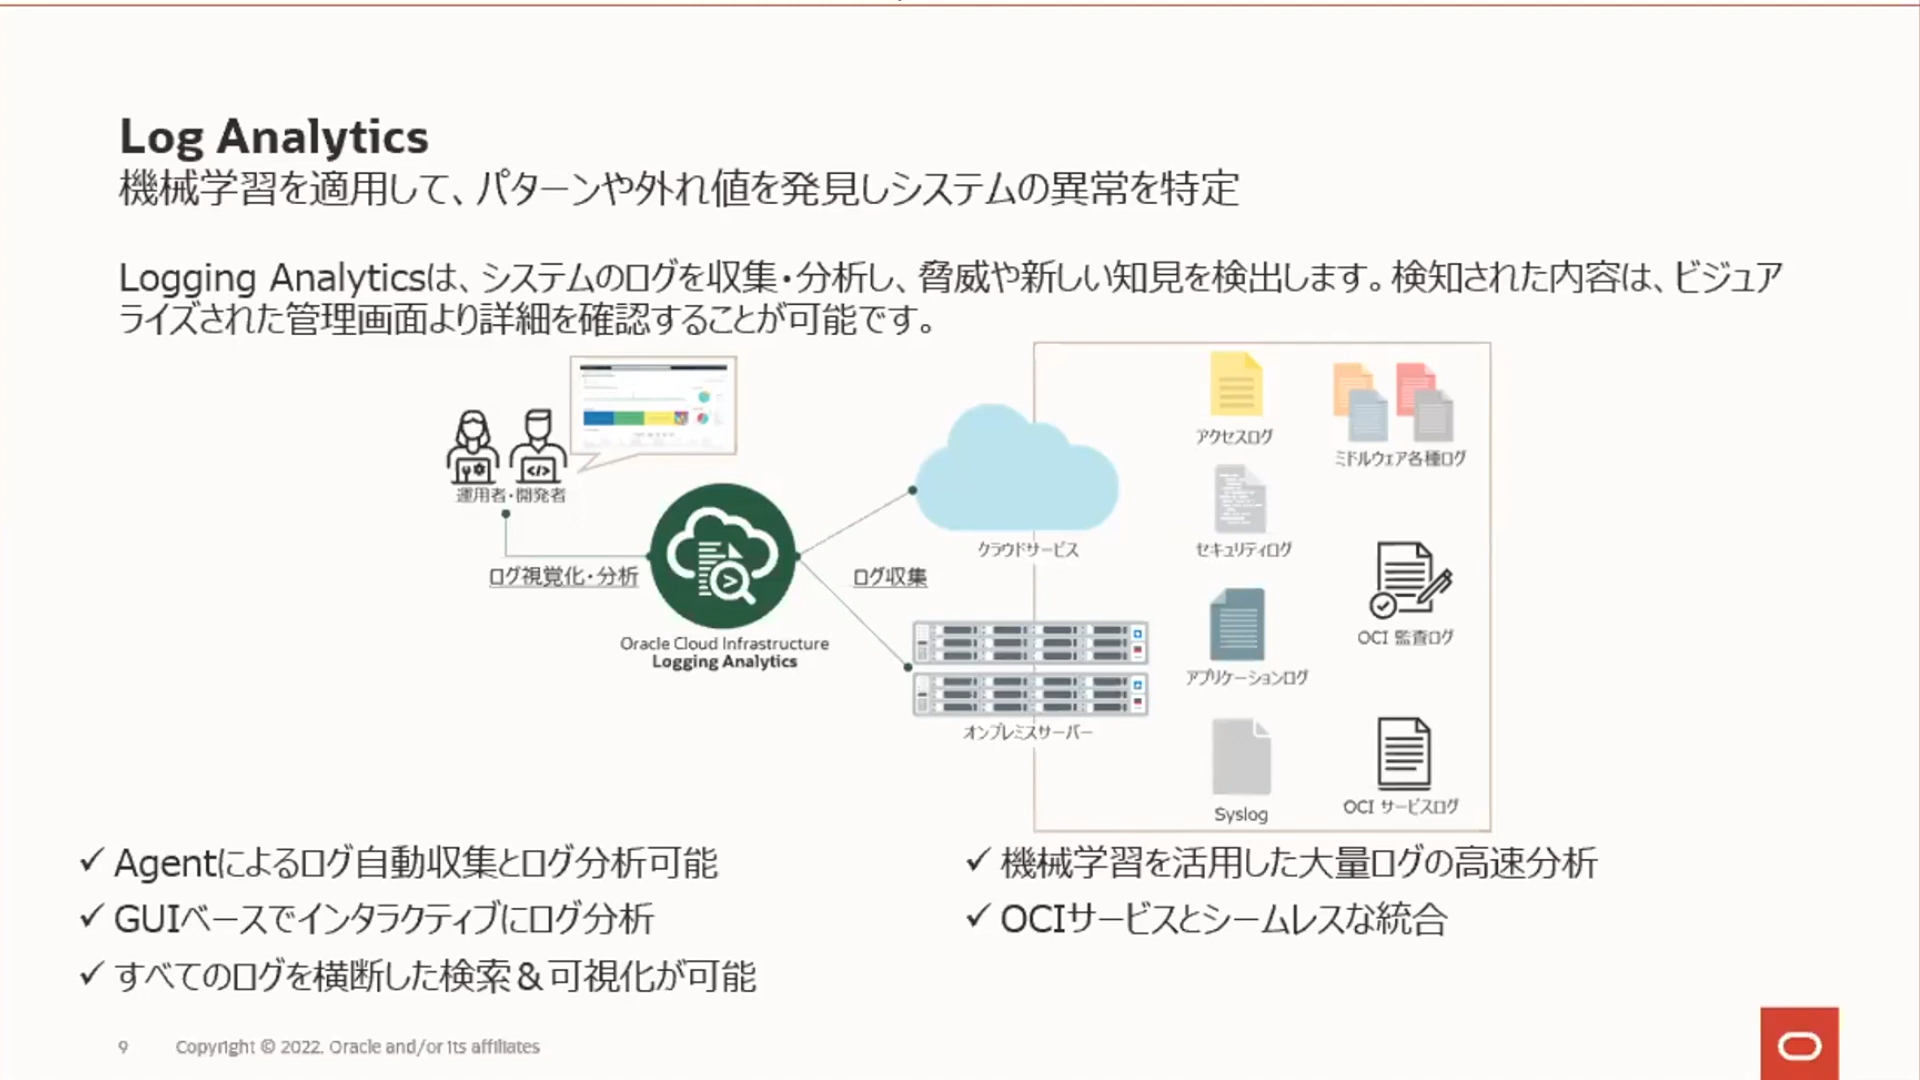 Log Analytics
機械学習を適用して、パターンや外れ値を発見しシステムの異常を特定
Logging Analyticsは、システムのログを収集・分析し、脅威や新しい知見を検出します。検知された内容は、ビジュア
ライズされた管理画面より詳細を確認することが可能です。
運用者・開発者
ログ視覚化・分析
Oracle Cloud Infrastructure
Logging Analytics
ログ収集
クラウドサービス
オンプレミスサーバー
アクセスログ
ミドルウェア各種ログ
セキュリティログ
OCI 監査ログ
アプリケーションログ
Syslog
OCI サービスログ
✓ Agentによるログ自動収集とログ分析可能
✓ GUIベースでインタラクティブにログ分析
✓ すべてのログを横断した検索＆可視化が可能
✓ 機械学習を活用した大量ログの高速分析
✓ OCIサービスとシームレスな統合
9 Copyright © 2022. Oracle and/or its affiliates